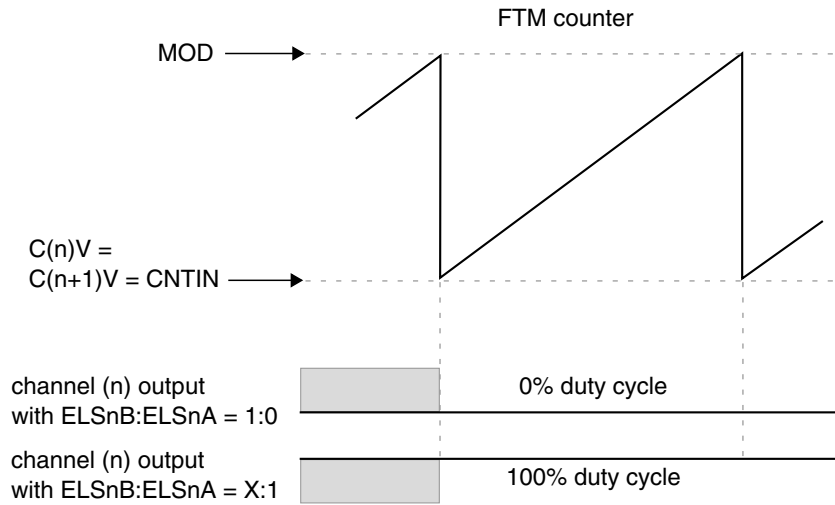 FTM counter
MOD
C(n)V =
C(n+1)V = CNTIN
channel (n) output
with ELSnB:ELSnA = 1:0
0% duty cycle
channel (n) output
with ELSnB:ELSnA = X:1
100% duty cycle